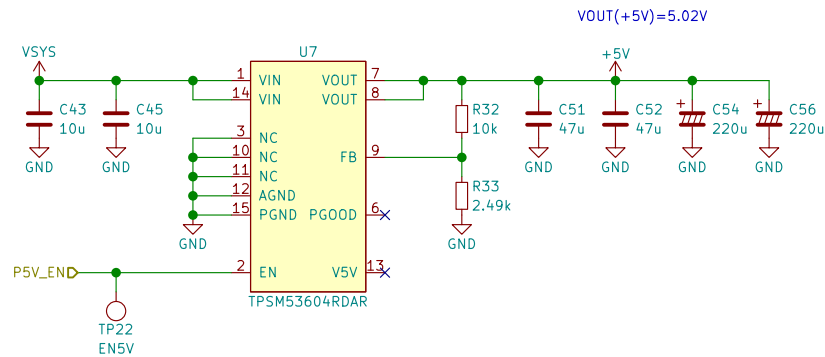 VOUT(+5V)=5.02V
VSYS
U7
+5V
1 VIN VOUT 7
14 VIN VOUT 8
C43
10u
C45
10u
R32
10k
C51
47u
C52
47u
C54
220u
C56
220u
+
+
3 NC
10 NC FB 9
11 NC
12 AGND
15 PGND PGOOD 6
GND
GND
GND
GND
GND
GND
R33
2.49k
GND
GND
P5V_EN
2 EN V5V 13
TPSM53604RDAR
TP22
EN5V